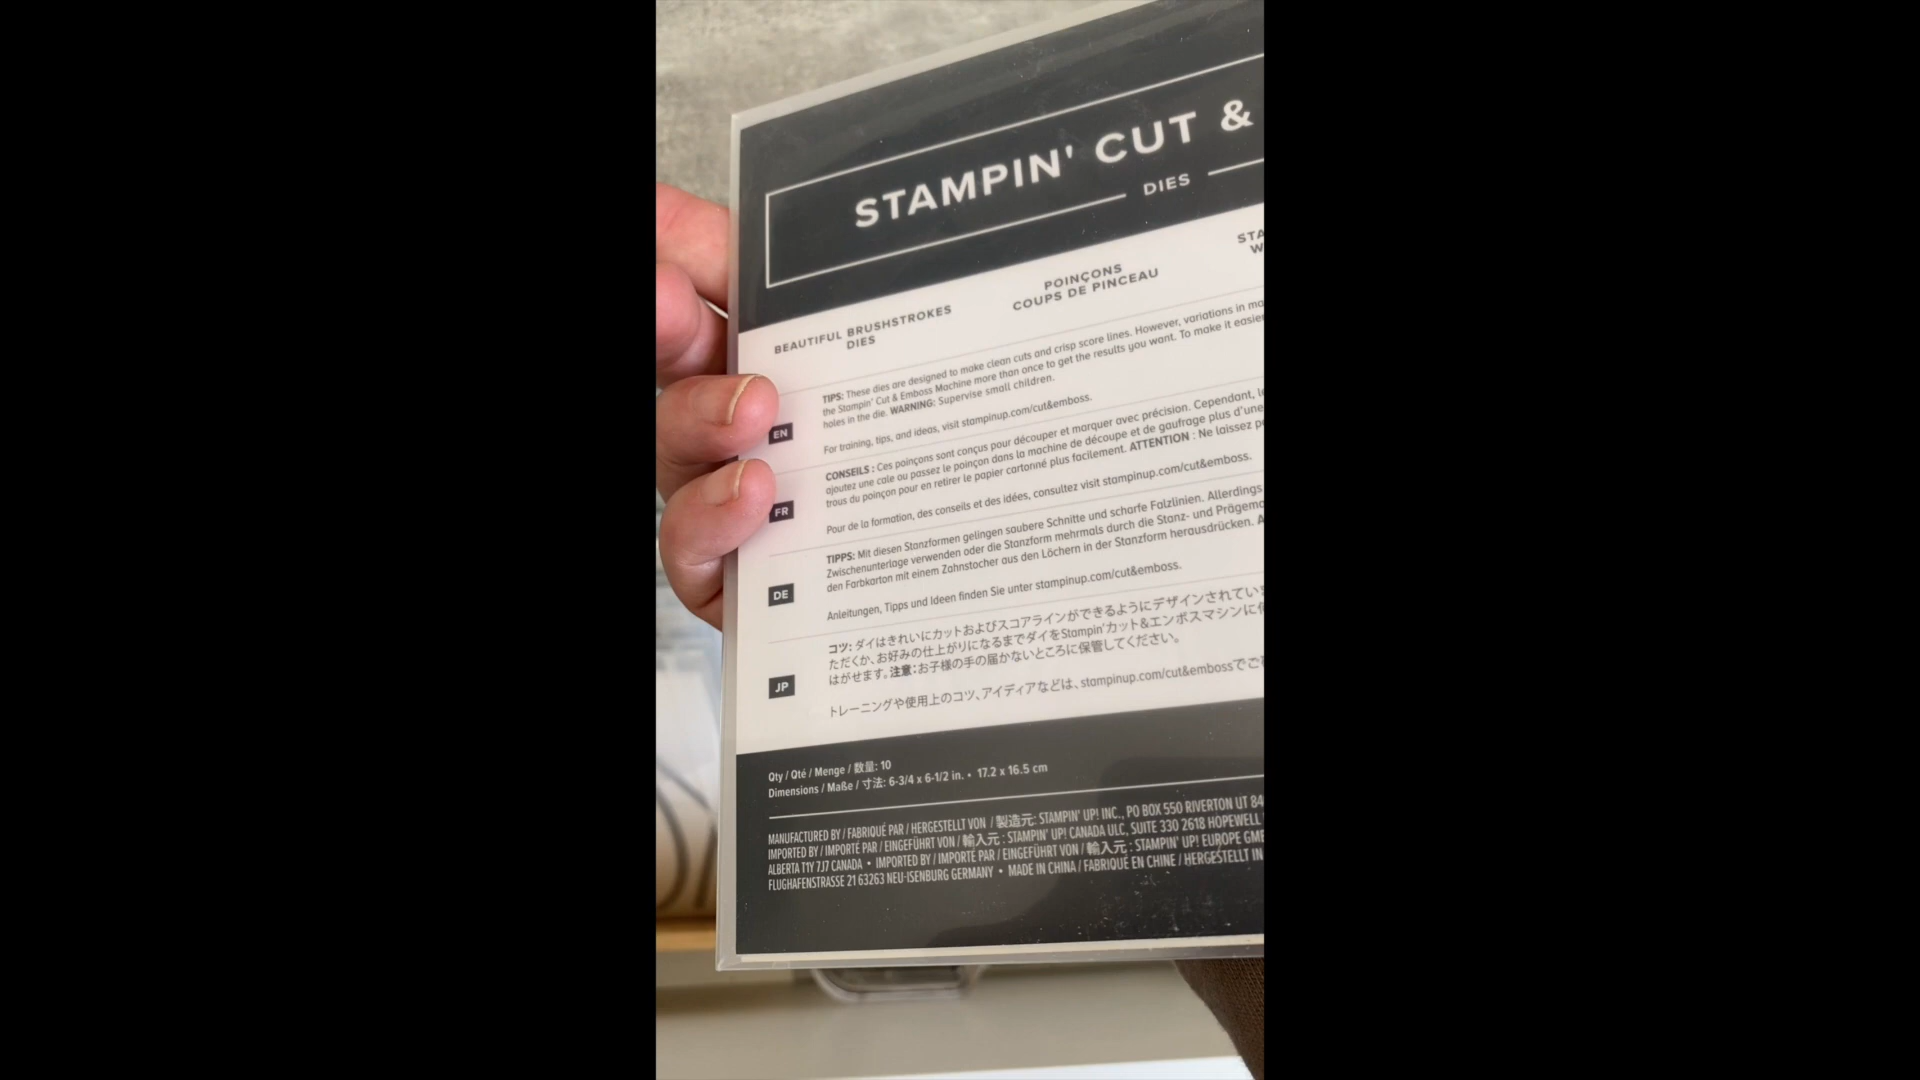 STAMPIN' CUT &
DIES
BEAUTIFUL BRUSHSTROKES
DIES
POINÇONS
COUPS DE PINCEAU
EN
TIPS: These dies are designed to make clean cuts and crisp score lines. However, variations in
the Stampin' Cut & Emboss Machine more than once to get the results you want. To make it easier
holes in the die. WARNING: Supervise small children.
For training, tips, and ideas, visit stampinup.com/cut&emboss.
FR
CONSEILS : Ces poinçons sont conçus pour découper et marquer avec précision. Cependant,
ajoutez une cale ou passez le poinçon dans la machine de découpe et de gaufrage plus d'une
trous du poinçon pour en retirer le papier cartonné plus facilement. ATTENTION : Ne laissez
Pour de la formation, des conseils et des idées, consultez visit stampinup.com/cut&emboss.
DE
TIPPS: Mit diesen Stanzformen gelingen saubere Schnitte und scharfe Falzlinien. Allerdings
Zwischenunterlage verwenden oder die Stanzform mehrmals durch die Stanz- und
den Farbkarton mit einem Zahnstocher aus den Löchern in der Stanzform herausdrücken.
Anleitungen, Tipps und Ideen finden Sie unter stampinup.com/cut&emboss.
JP
コツ: ダイはきれいにカットおよびスコアラインができるようにデザインされてい
ただくか、お好みの仕上がりになるまでダイをStampin'カット&エンボスマシンに
はがせます。注意:お子様の手の届かないところに保管してください。
トレーニングや使用上のコツ、アイディアなどは、stampinup.com/cut&embossでご
Qty / Qté / Menge / 数量: 10
Dimensions / Maße / 寸法: 6-3/4 x 6-1/2 in. • 17.2 x 16.5 cm
MANUFACTURED BY / FABRIQUÉ PAR / HERGESTELLT VON / 製造元: STAMPIN' UP! INC., PO BOX 550 RIVERTON UT 84
IMPORTED BY / IMPORTÉ PAR / EINGEFÜHRT VON / 輸入元 : STAMPIN' UP! CANADA ULC, SUITE 330 2618 HOPEWELL
ALBERTA T1Y 7J7 CANADA • IMPORTED BY / IMPORTÉ PAR / EINGEFÜHRT VON / 輸入元 : STAMPIN' UP! EUROPE
FLUGHAFENSTRASSE 21 63263 NEU-ISENBURG GERMANY • MADE IN CHINA / FABRIQUÉ EN CHINE / HERGESTELLT IN